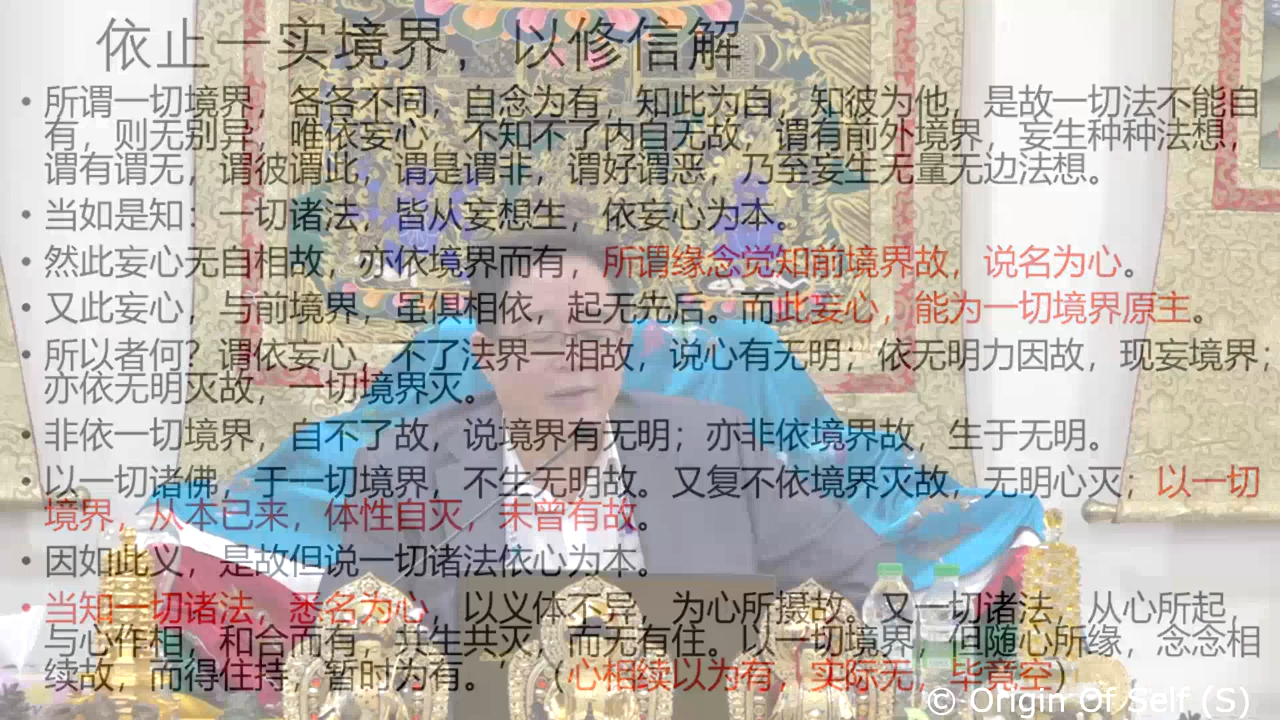 依止一实境界，以修信解
• 所谓一切境界，各各不同，自念为有，知此为自，知彼为他，是故一切法不能自
有，则无别异，唯依妄心，不知不了内自无故，谓有前外境界，妄生种种法想，
谓有谓无，谓彼谓此，谓是谓非，谓好谓恶，乃至妄生无量无边法想。
• 当如是知：一切诸法，皆从妄想生，依妄心为本。
• 然此妄心无自相故，亦依境界而有，所谓缘念觉知前境界故，说名为心。
• 又此妄心，与前境界，虽俱相依，起无先后。而此妄心，能为一切境界原主。
• 所以者何？谓依妄心，不了法界一相故，说心有无明；依无明力因故，现妄境界；
亦依无明灭故，一切境界灭。
• 非依一切境界，自不了故，说境界有无明；亦非依境界故，生于无明。
• 以一切诸佛，于一切境界，不生无明故。又复不依境界灭故，无明心灭；以一切
境界，从本已来，体性自灭，未曾有故。
• 因如此义，是故但说一切诸法依心为本。
• 当知一切诸法，悉名为心，以义体不异，为心所摄故。又一切诸法，从心所起，
与心作相，和合而有，共生共灭，而无有住。以一切境界，但随心所缘，念念相
续故，而得住持，暂时为有。 （心相续以为有，实际无，毕竟空）
© Origin Of Self (S)